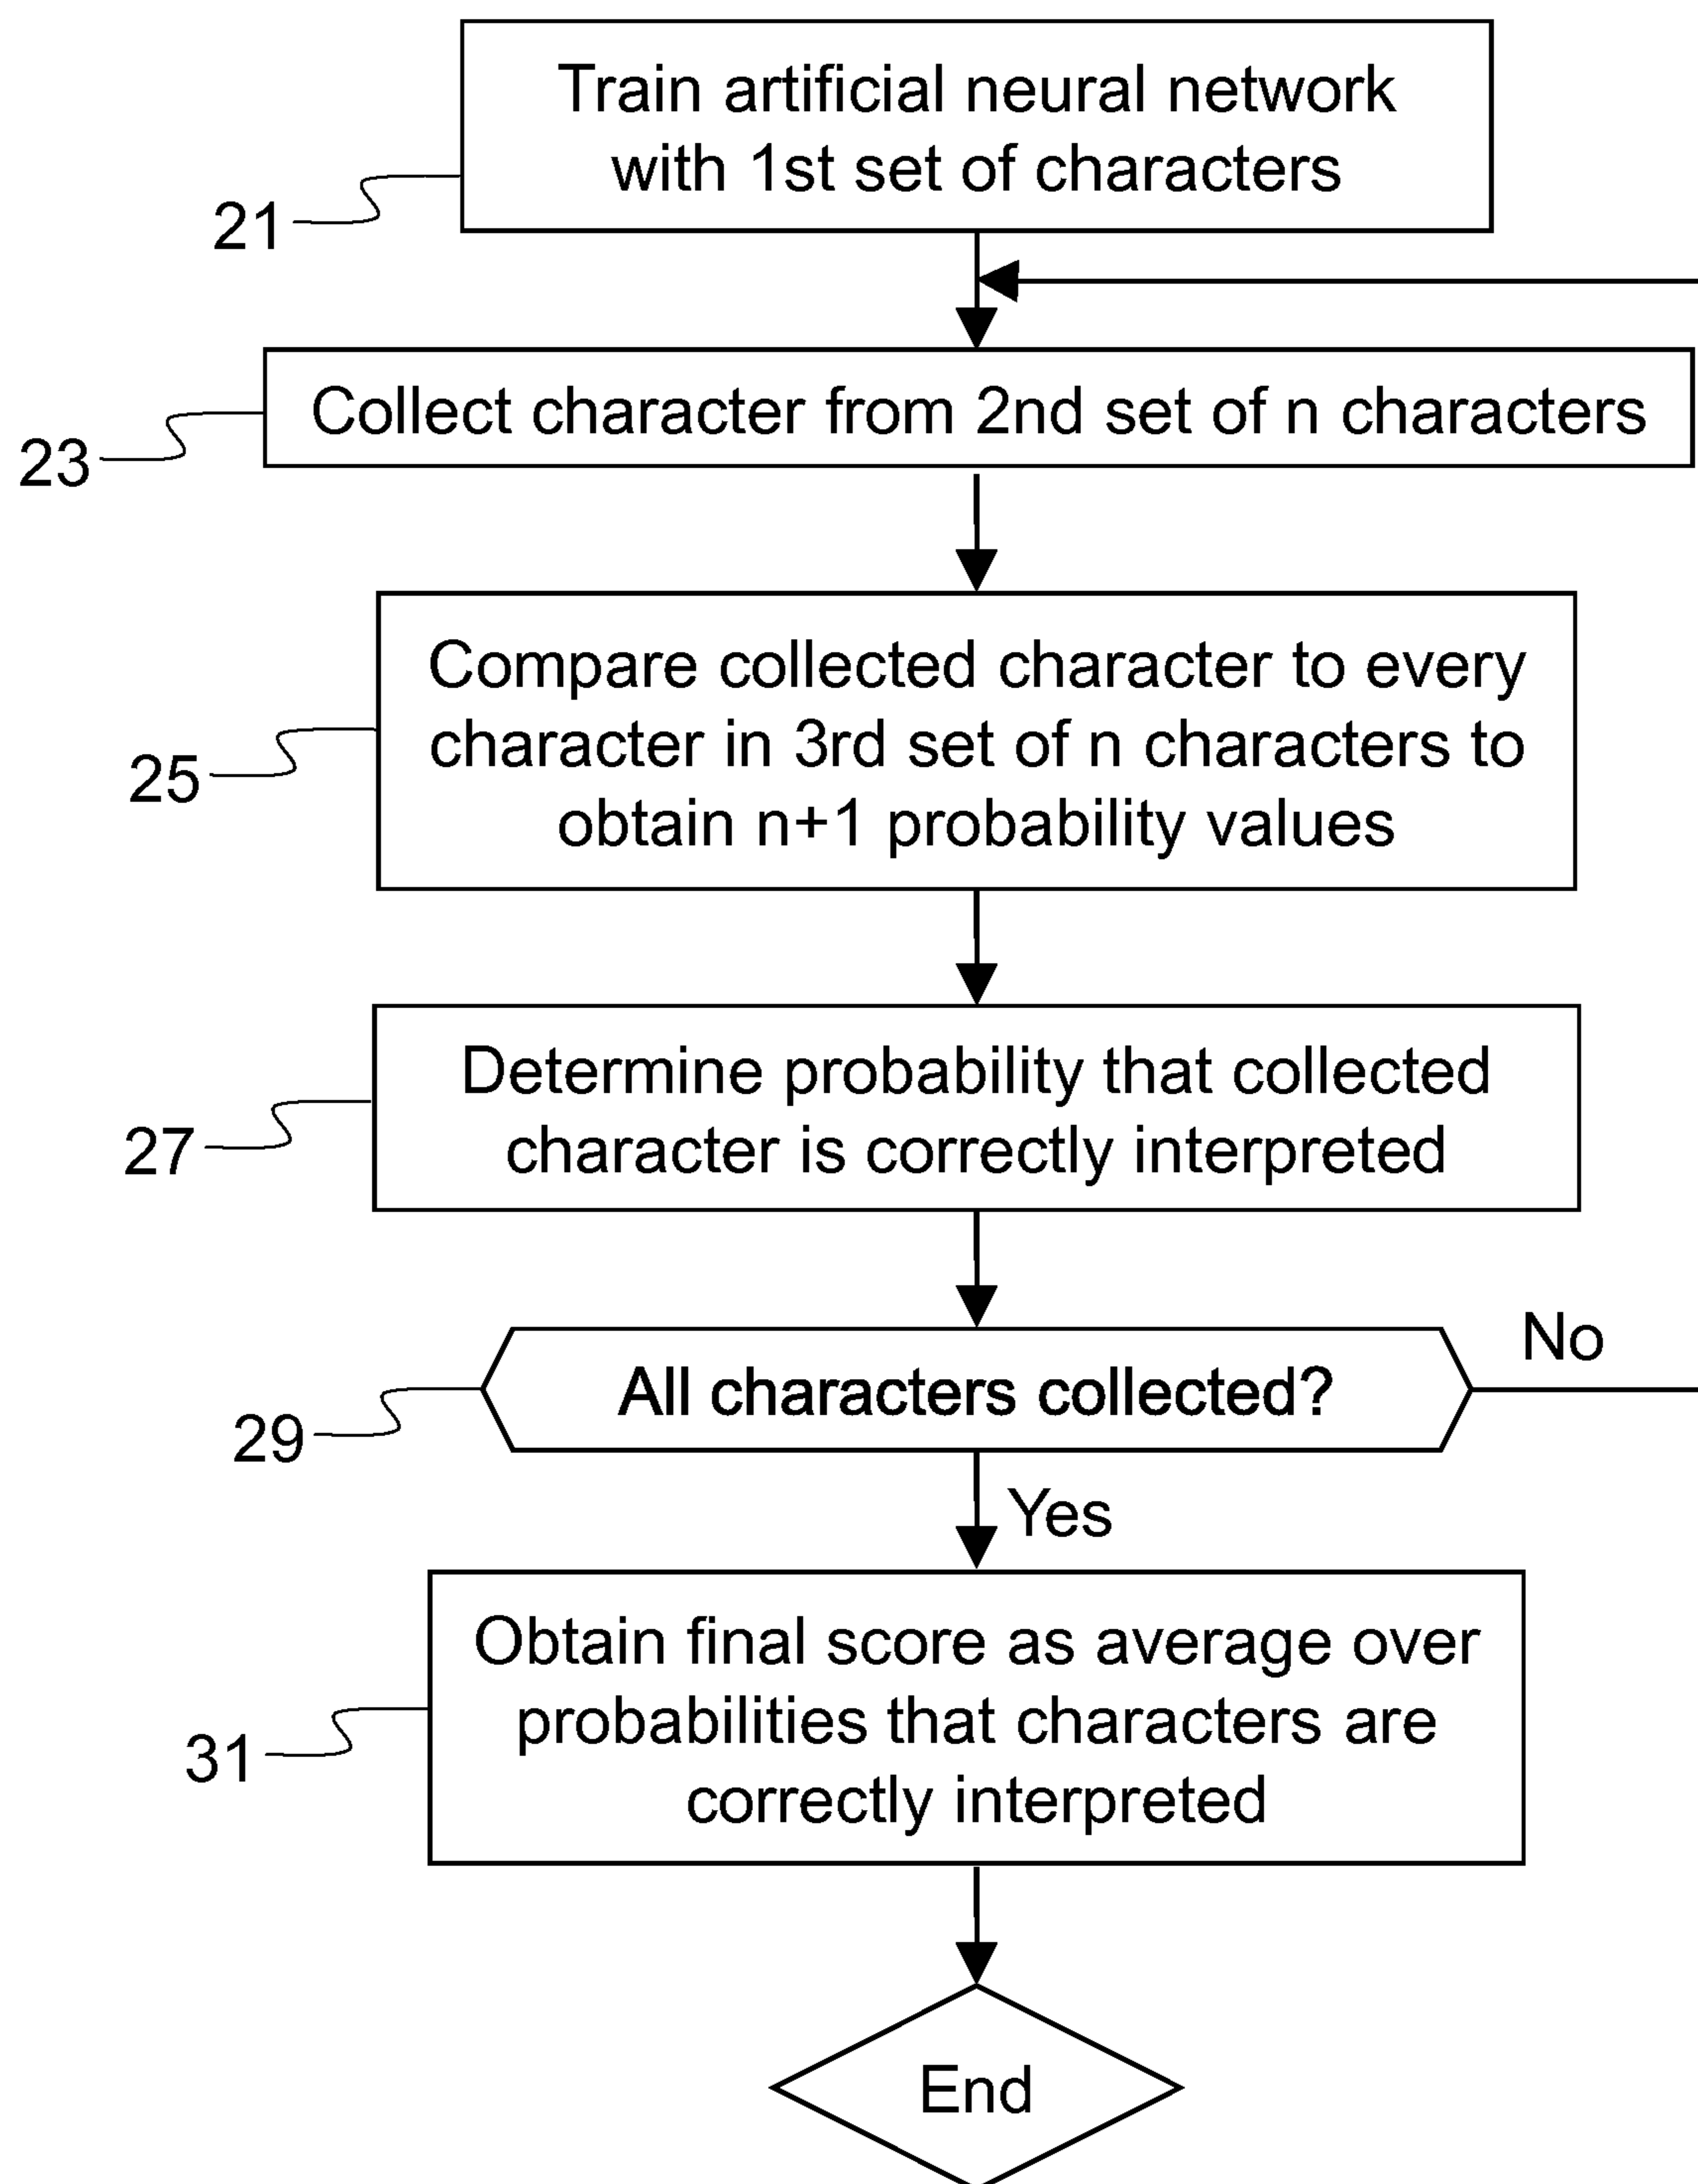 Train artificial neural network
with 1st set of characters
21
Collect character from 2nd set of n characters
23
Compare collected character to every
character in 3rd set of n characters to
obtain n+1 probability values
25
Determine probability that collected
character is correctly interpreted
27
All characters collected?
No
29
Yes
Obtain final score as average over
probabilities that characters are
correctly interpreted
31
End